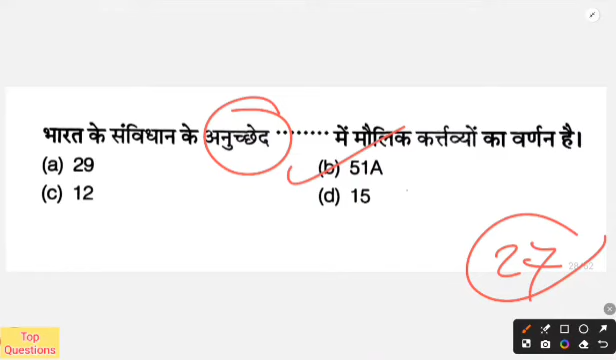 भारत के संविधान के अनुच्छेद ········ में मौलिक कर्त्तव्यों का वर्णन है।
(a) 29 (b) 51A
(c) 12 (d) 15
27
Top
Questions